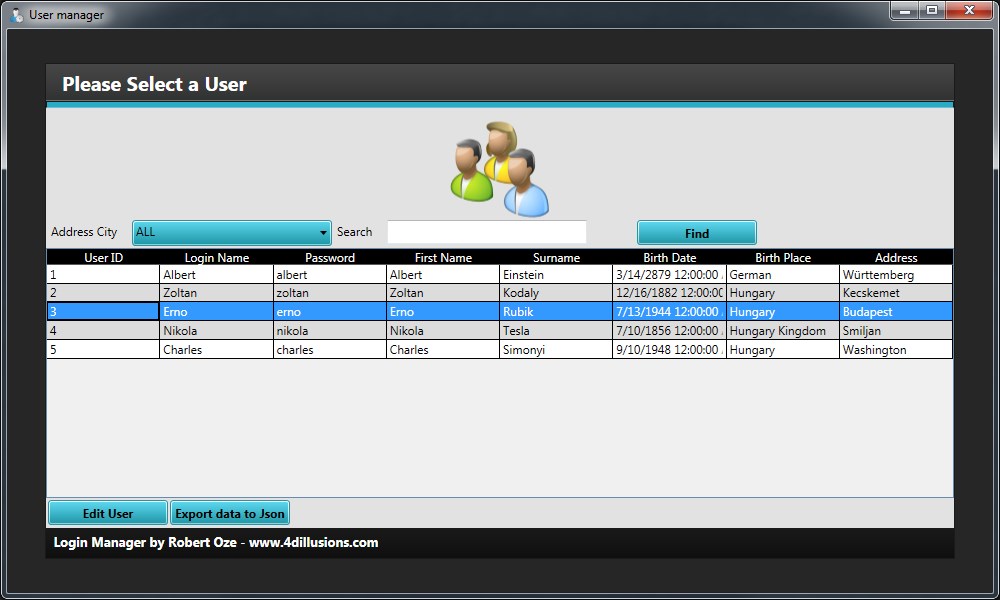 User manager
Please Select a User
Address City ALL Search Find
User ID Login Name Password First Name Surname Birth Date Birth Place Address
1 Albert albert Albert Einstein 3/14/2879 12:00:00 German Württemberg
2 Zoltan zoltan Zoltan Kodaly 12/16/1882 12:00:00 Hungary Kecskemet
3 Erno erno Erno Rubik 7/13/1944 12:00:00 Hungary Budapest
4 Nikola nikola Nikola Tesla 7/10/1856 12:00:00 Hungary Kingdom Smiljan
5 Charles charles Charles Simonyi 9/10/1948 12:00:00 Hungary Washington
Edit User Export data to Json
Login Manager by Robert Oze - www.4dillusions.com